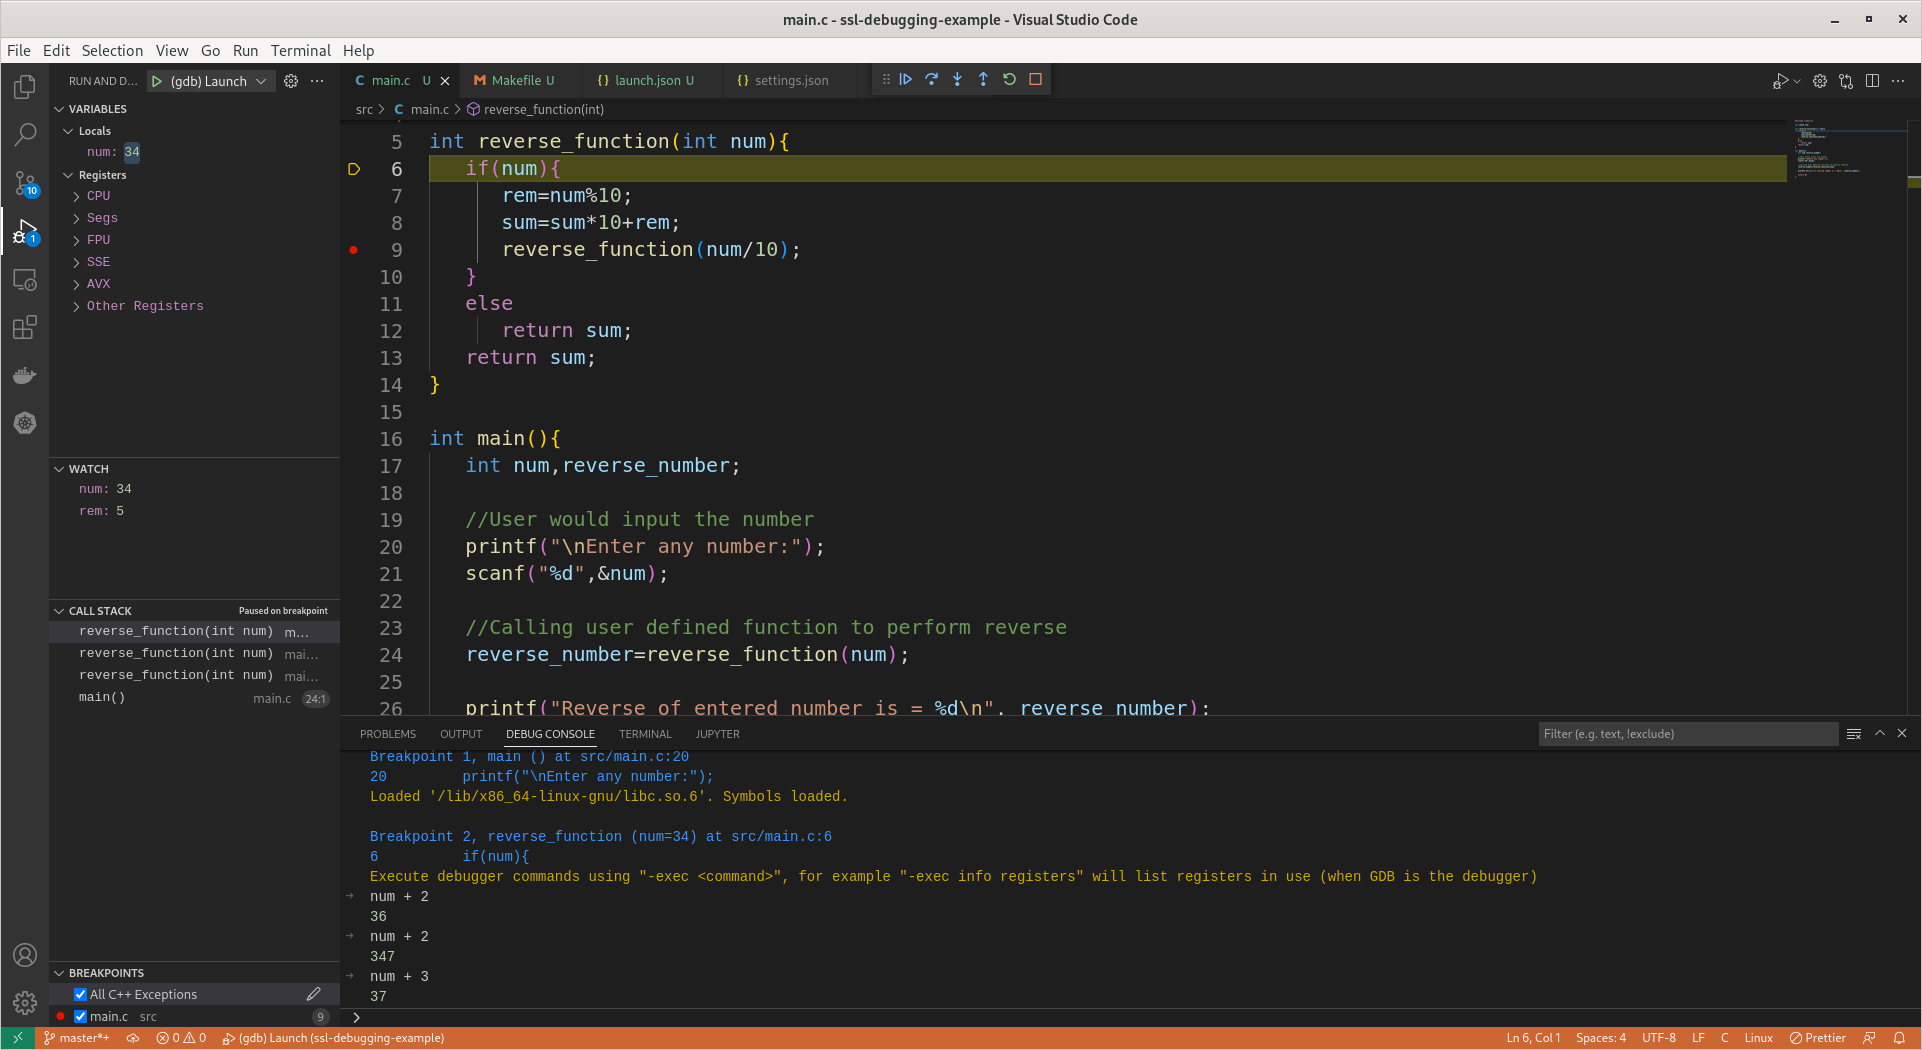 main.c - ssl-debugging-example - Visual Studio Code
File Edit Selection View Go Run Terminal Help
RUN AND D... (gdb) Launch
main.c U Makefile U launch.json U settings.json
src > C main.c > reverse_function(int)
VARIABLES
Locals
num: 34
Registers
CPU
Segs
FPU
SSE
AVX
Other Registers
10
1
WATCH
num: 34
rem: 5
CALL STACK Paused on breakpoint
reverse_function(int num) m...
reverse_function(int num) mai...
reverse_function(int num) mai...
main() main.c 24:1
BREAKPOINTS
All C++ Exceptions
main.c src 9
5 int reverse_function(int num){
6 if(num){
7 rem=num%10;
8 sum=sum*10+rem;
9 reverse_function(num/10);
10 }
11 else
12 return sum;
13 return sum;
14 }
15
16 int main(){
17 int num,reverse_number;
18
19 //User would input the number
20 printf("\nEnter any number:");
21 scanf("%d",&num);
22
23 //Calling user defined function to perform reverse
24 reverse_number=reverse_function(num);
25
26 printf("Reverse of entered number is = %d\n", reverse_number);
PROBLEMS OUTPUT DEBUG CONSOLE TERMINAL JUPYTER Filter (e.g. text, !exclude)
Breakpoint 1, main () at src/main.c:20
20 printf("\nEnter any number:");
Loaded '/lib/x86_64-linux-gnu/libc.so.6'. Symbols loaded.
Breakpoint 2, reverse_function (num=34) at src/main.c:6
6 if(num){
Execute debugger commands using "-exec <command>", for example "-exec info registers" will list registers in use (when GDB is the debugger)
num + 2
36
num + 2
347
num + 3
37
master*+ 0 0 (gdb) Launch (ssl-debugging-example) Ln 6, Col 1 Spaces: 4 UTF-8 LF C Linux Prettier